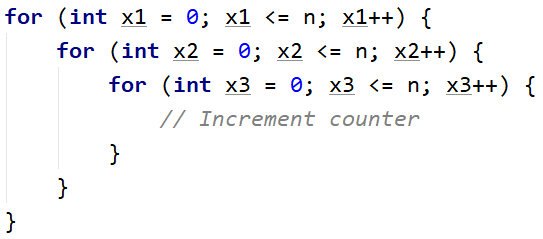 for (int x1 = 0; x1 <= n; x1++) {
    for (int x2 = 0; x2 <= n; x2++) {
        for (int x3 = 0; x3 <= n; x3++) {
            // Increment counter
        }
    }
}